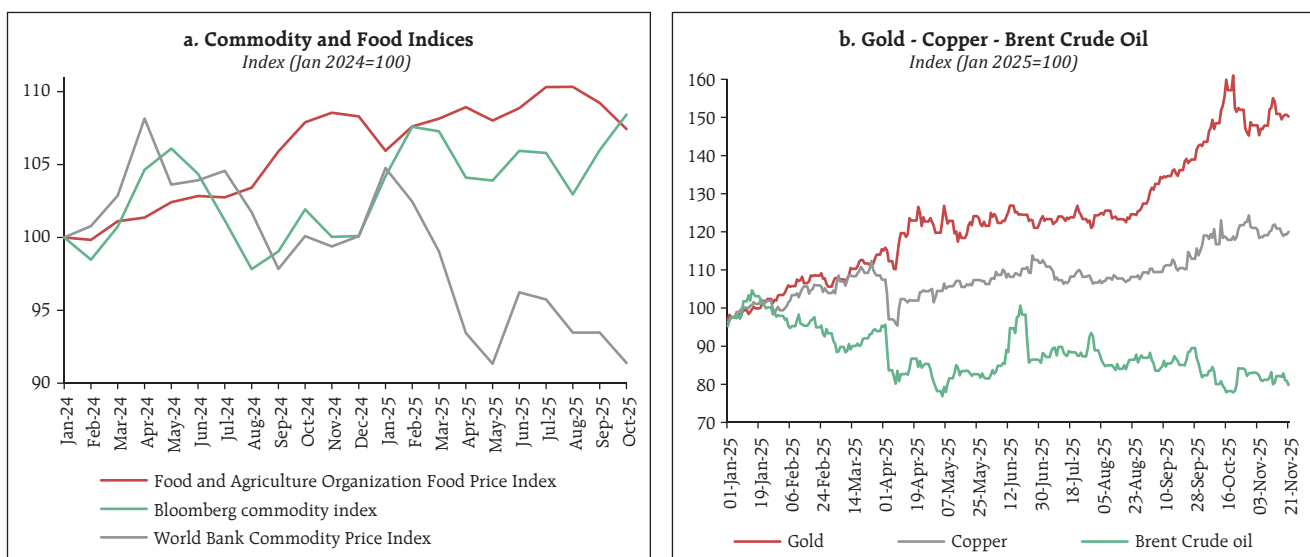 a. Commodity and Food Indices
Index (Jan 2024=100)
110
105
100
95
90
Jan-24
Feb-24
Mar-24
Apr-24
May-24
Jun-24
Jul-24
Aug-24
Sep-24
Oct-24
Nov-24
Dec-24
Jan-25
Feb-25
Mar-25
Apr-25
May-25
Jun-25
Jul-25
Aug-25
Sep-25
Oct-25
Food and Agriculture Organization Food Price Index
Bloomberg commodity index
World Bank Commodity Price Index
b. Gold - Copper - Brent Crude Oil
Index (Jan 2025=100)
160
150
140
130
120
110
100
90
80
70
01-Jan-25
19-Jan-25
06-Feb-25
24-Feb-25
14-Mar-25
01-Apr-25
19-Apr-25
07-May-25
25-May-25
12-Jun-25
30-Jun-25
18-Jul-25
05-Aug-25
23-Aug-25
10-Sep-25
28-Sep-25
16-Oct-25
03-Nov-25
21-Nov-25
Gold
Copper
Brent Crude oil